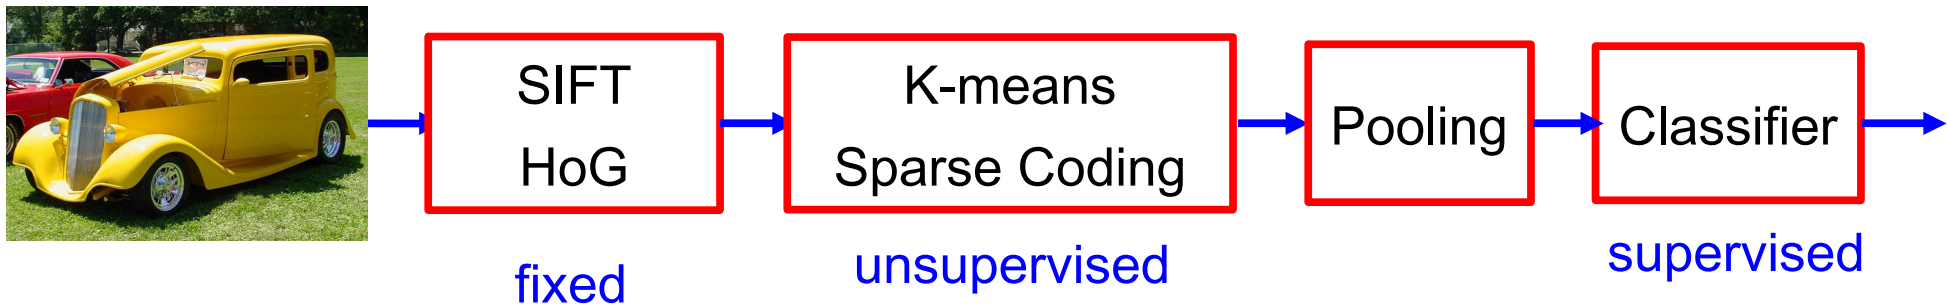 SIFT
HoG
K-means
Sparse Coding
Pooling
Classifier
fixed
unsupervised
supervised